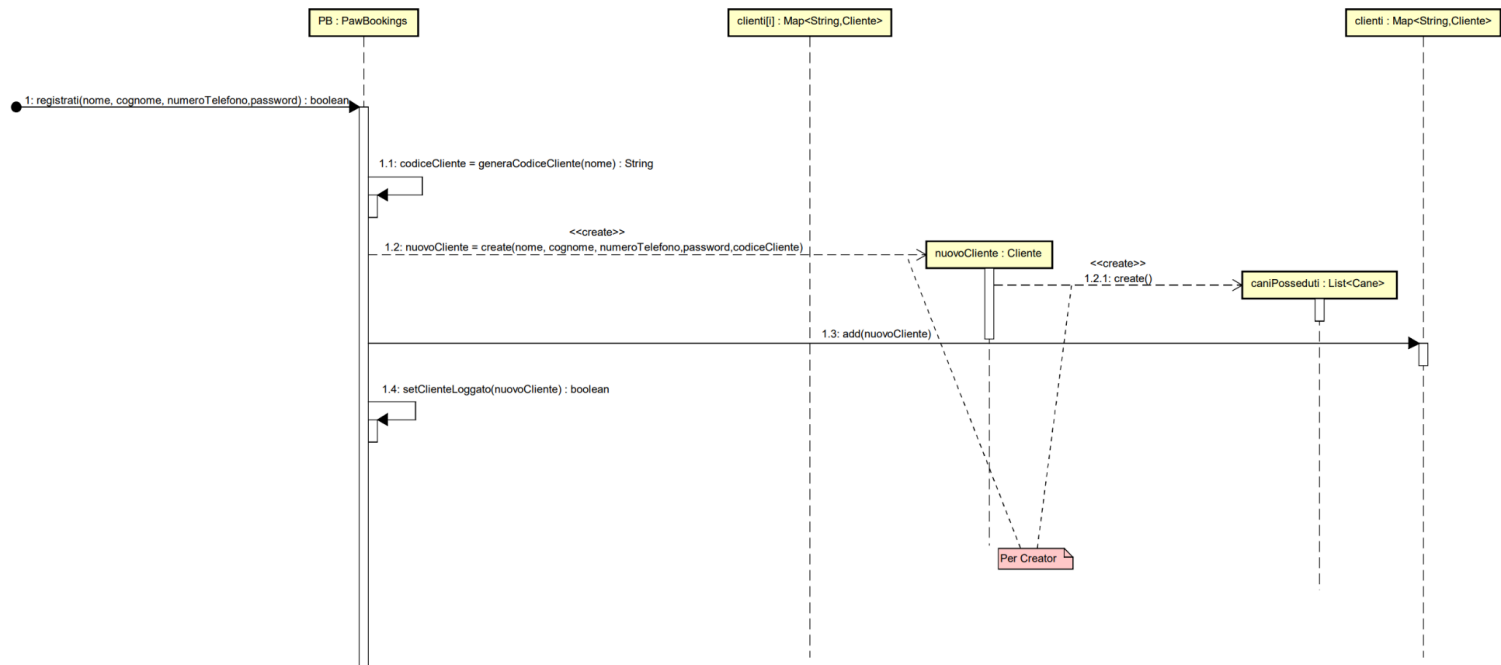 PB : PawBookings
clienti[i] : Map<String,Cliente>
clienti : Map<String,Cliente>
1: registrati(nome, cognome, numeroTelefono,password) : boolean
1.1: codiceCliente = generaCodiceCliente(nome) : String
<<create>>
1.2: nuovoCliente = create(nome, cognome, numeroTelefono,password,codiceCliente)
nuovoCliente : Cliente
<<create>>
1.2.1: create()
caniPosseduti : List<Cane>
1.3: add(nuovoCliente)
1.4: setClienteLoggato(nuovoCliente) : boolean
Per Creator